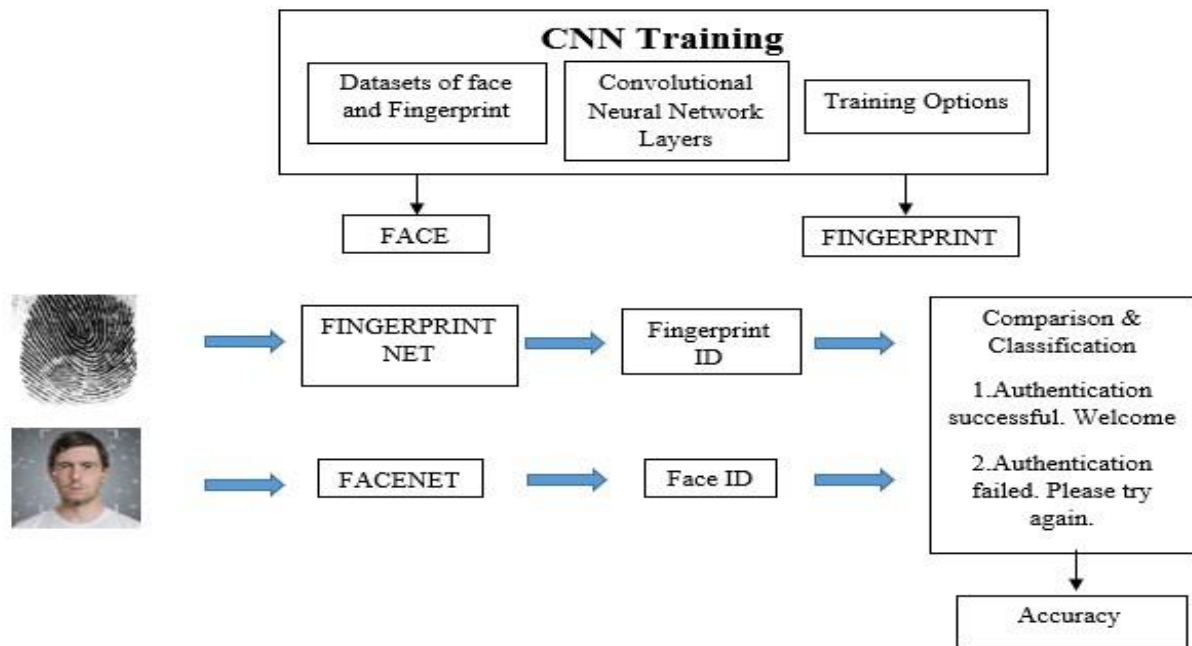 CNN Training
Datasets of face
and Fingerprint
Convolutional
Neural Network
Layers
Training Options
FACE
FINGERPRINT
FINGERPRINT
NET
Fingerprint
ID
Comparison &
Classification
1.Authentication
successful. Welcome
2.Authentication
failed. Please try
again.
FACENET
Face ID
Accuracy